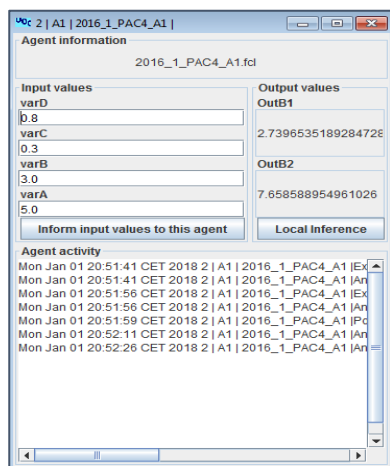 UOC 2 | A1 | 2016_1_PAC4_A1 |
Agent information
2016_1_PAC4_A1.fcl
Input values
varD
0.8
varC
0.3
varB
3.0
varA
5.0
Inform input values to this agent
Output values
OutB1
2.7396535189284728
OutB2
7.658588954961026
Local Inference
Agent activity
Mon Jan 01 20:51:41 CET 2018 2 | A1 | 2016_1_PAC4_A1 |Ex
Mon Jan 01 20:51:41 CET 2018 2 | A1 | 2016_1_PAC4_A1 |An
Mon Jan 01 20:51:56 CET 2018 2 | A1 | 2016_1_PAC4_A1 |Ex
Mon Jan 01 20:51:56 CET 2018 2 | A1 | 2016_1_PAC4_A1 |An
Mon Jan 01 20:51:59 CET 2018 2 | A1 | 2016_1_PAC4_A1 |Po
Mon Jan 01 20:52:11 CET 2018 2 | A1 | 2016_1_PAC4_A1 |An
Mon Jan 01 20:52:26 CET 2018 2 | A1 | 2016_1_PAC4_A1 |An